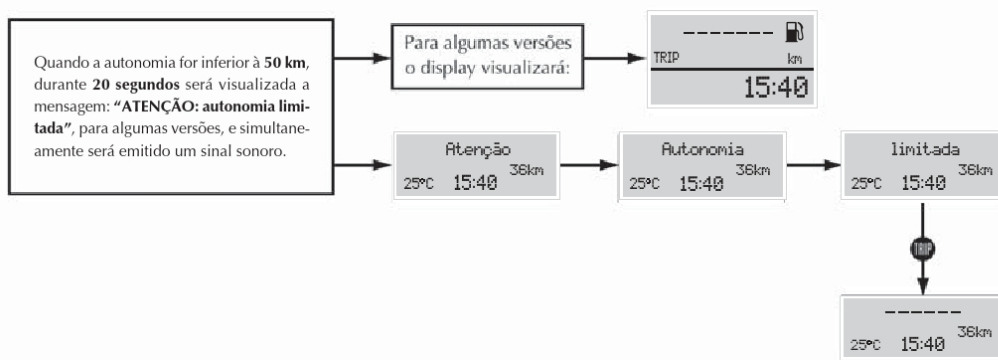 Quando a autonomia for inferior à 50 km,
durante 20 segundos será visualizada a
mensagem: “ATENÇÃO: autonomia limi-
tada”, para algumas versões, e simultane-
amente será emitido um sinal sonoro.
Para algumas versões
o display visualizará:
-------
TRIP km
15:40
Atenção
36km
25°C 15:40
Autonomia
36km
25°C 15:40
limitada
36km
25°C 15:40
TRIP
------
36km
25°C 15:40